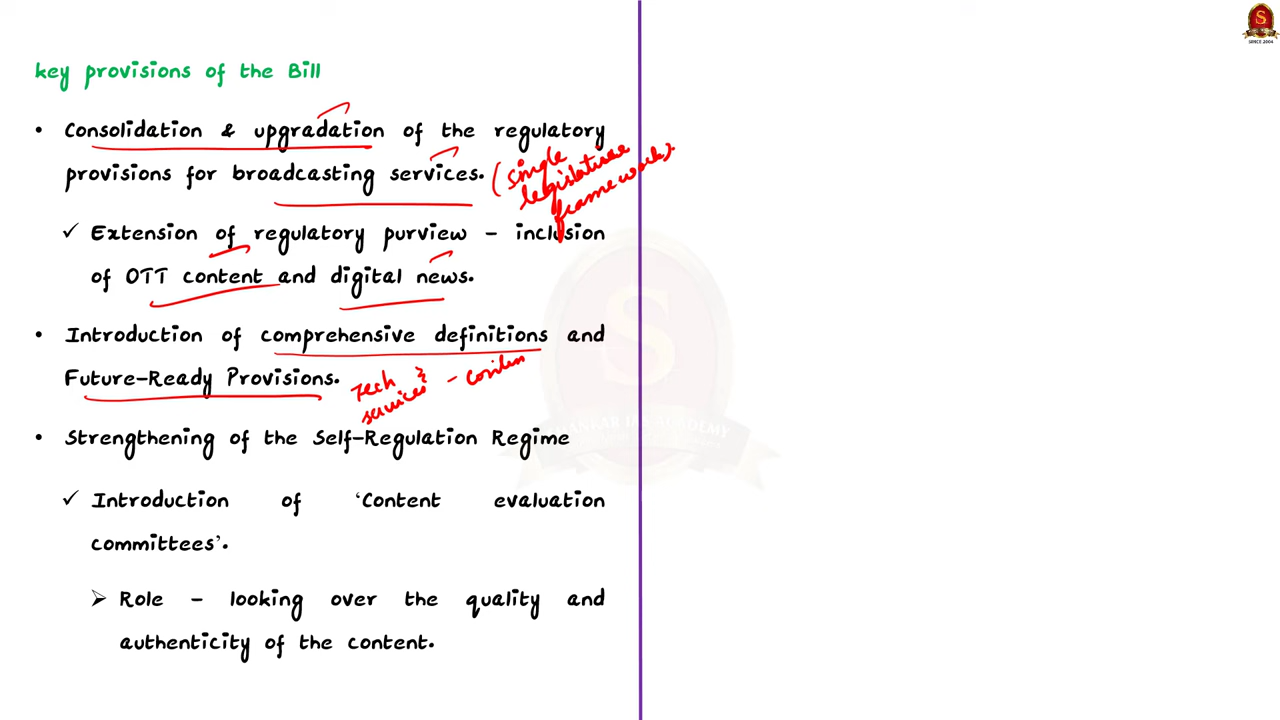 SINCE 2004
key provisions of the Bill
• Consolidation & upgradation of the regulatory
provisions for broadcasting services.
(single
legislative
framework)
✓ Extension of regulatory purview – inclusion
of OTT content and digital news.
• Introduction of comprehensive definitions and
Future-Ready Provisions.
Tech &
services -
• Strengthening of the Self-Regulation Regime
✓ Introduction of ‘Content evaluation
committees’.
➢ Role – looking over the quality and
authenticity of the content.